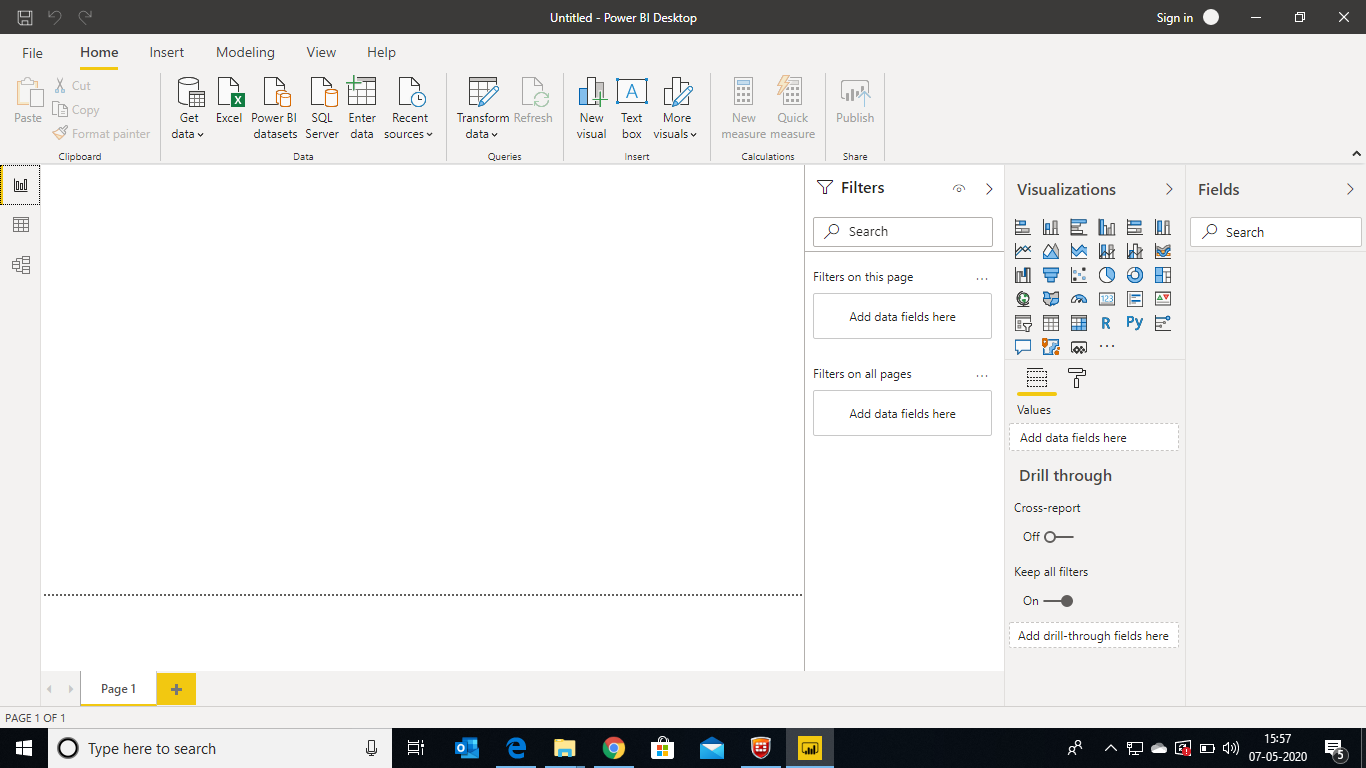 Untitled - Power BI Desktop
Sign in
File
Home
Insert
Modeling
View
Help
Paste
Cut
Copy
Format painter
Clipboard
Get
data
Excel
Power BI
datasets
SQL
Server
Enter
data
Recent
sources
Data
Transform
data
Refresh
Queries
New
visual
A
Text
box
More
visuals
Insert
New
measure
Quick
measure
Calculations
Publish
Share
Filters
Search
Filters on this page
...
Add data fields here
Filters on all pages
...
Add data fields here
Visualizations
123
R
Py
...
Values
Add data fields here
Drill through
Cross-report
Off
Keep all filters
On
Add drill-through fields here
Fields
Search
Page 1
+
PAGE 1 OF 1
Type here to search
15:57
07-05-2020
5